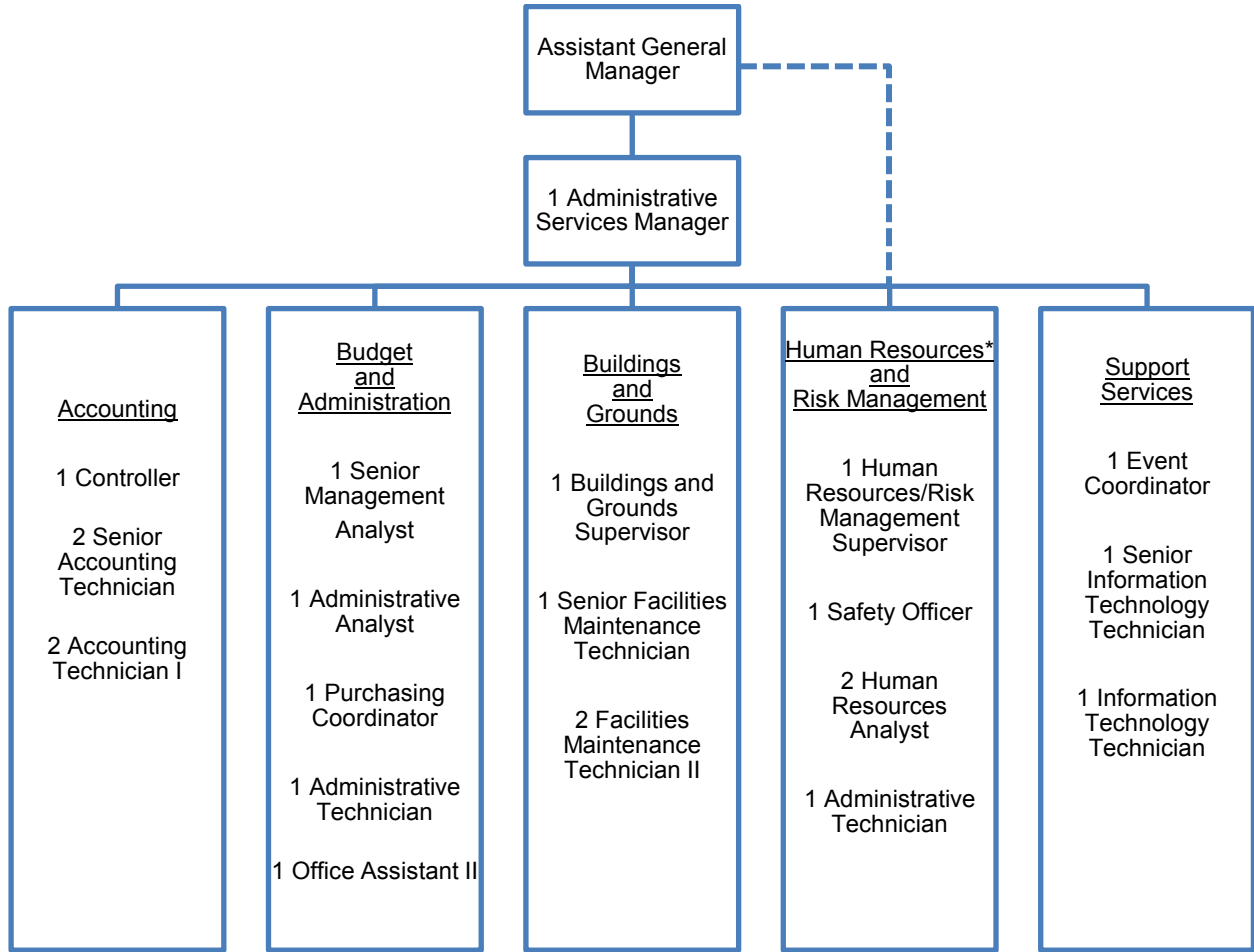 Assistant General
Manager
1 Administrative
Services Manager
Accounting
1 Controller
2 Senior
Accounting
Technician
2 Accounting
Technician I
Budget
and
Administration
1 Senior
Management
Analyst
1 Administrative
Analyst
1 Purchasing
Coordinator
1 Administrative
Technician
1 Office Assistant II
Buildings
and
Grounds
1 Buildings and
Grounds
Supervisor
1 Senior Facilities
Maintenance
Technician
2 Facilities
Maintenance
Technician II
Human Resources*
and
Risk Management
1 Human
Resources/Risk
Management
Supervisor
1 Safety Officer
2 Human
Resources
Analyst
1 Administrative
Technician
Support
Services
1 Event
Coordinator
1 Senior
Information
Technology
Technician
1 Information
Technology
Technician